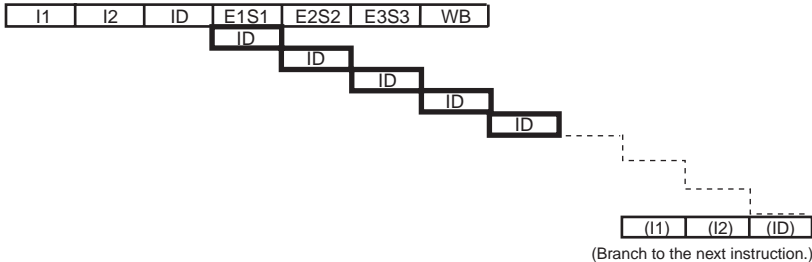 I1 I2 ID E1S1 E2S2 E3S3 WB
ID
ID
ID
ID
ID
(I1) (I2) (ID)
(Branch to the next instruction.)